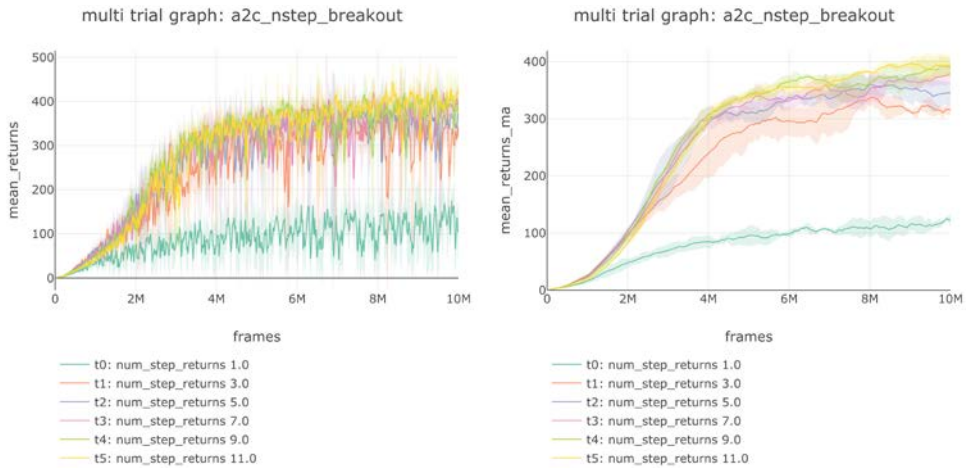 multi trial graph: a2c_nstep_breakout
500
400
300
200
100
0
mean_returns
0
2M
4M
6M
8M
10M
frames
t0: num_step_returns 1.0
t1: num_step_returns 3.0
t2: num_step_returns 5.0
t3: num_step_returns 7.0
t4: num_step_returns 9.0
t5: num_step_returns 11.0
multi trial graph: a2c_nstep_breakout
400
300
200
100
0
mean_returns_ma
0
2M
4M
6M
8M
10M
frames
t0: num_step_returns 1.0
t1: num_step_returns 3.0
t2: num_step_returns 5.0
t3: num_step_returns 7.0
t4: num_step_returns 9.0
t5: num_step_returns 11.0